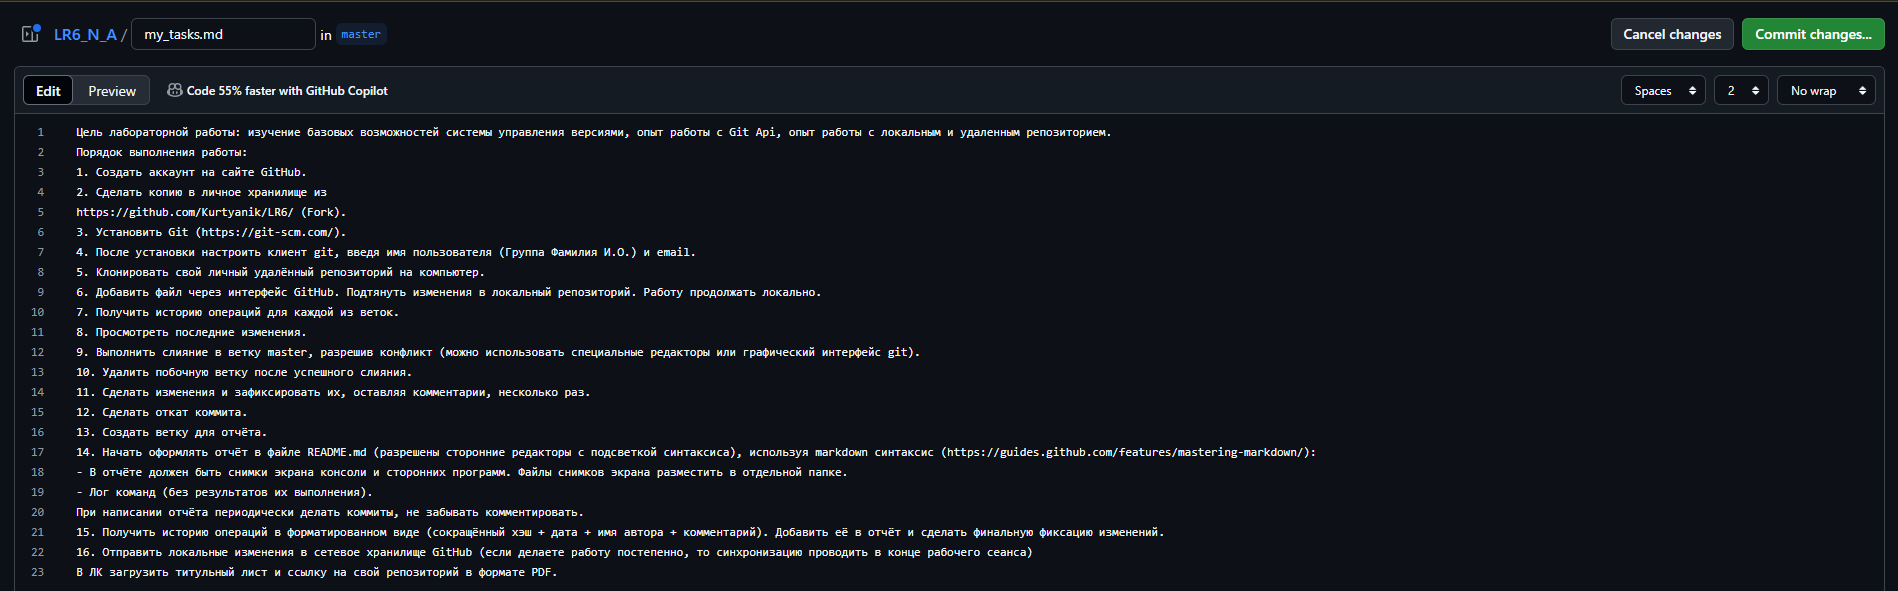 LR6_N_A / my_tasks.md in master Cancel changes Commit changes...
Edit Preview Code 55% faster with GitHub Copilot Spaces 2 No wrap
1 Цель лабораторной работы: изучение базовых возможностей системы управления версиями, опыт работы с Git Api, опыт работы с локальным и удаленным репозиторием.
2 Порядок выполнения работы:
3 1. Создать аккаунт на сайте GitHub.
4 2. Сделать копию в личное хранилище из
5 https://github.com/Kurtyanik/LR6/ (Fork).
6 3. Установить Git (https://git-scm.com/).
7 4. После установки настроить клиент git, введя имя пользователя (Группа Фамилия И.О.) и email.
8 5. Клонировать свой личный удалённый репозиторий на компьютер.
9 6. Добавить файл через интерфейс GitHub. Подтянуть изменения в локальный репозиторий. Работу продолжать локально.
10 7. Получить историю операций для каждой из веток.
11 8. Просмотреть последние изменения.
12 9. Выполнить слияние в ветку master, разрешив конфликт (можно использовать специальные редакторы или графический интерфейс git).
13 10. Удалить побочную ветку после успешного слияния.
14 11. Сделать изменения и зафиксировать их, оставляя комментарии, несколько раз.
15 12. Сделать откат коммита.
16 13. Создать ветку для отчёта.
17 14. Начать оформлять отчёт в файле README.md (разрешены сторонние редакторы с подсветкой синтаксиса), используя markdown синтаксис (https://guides.github.com/features/mastering-markdown/):
18 - В отчёте должен быть снимки экрана консоли и сторонних программ. Файлы снимков экрана разместить в отдельной папке.
19 - Лог команд (без результатов их выполнения).
20 При написании отчёта периодически делать коммиты, не забывать комментировать.
21 15. Получить историю операций в форматированном виде (сокращённый хэш + дата + имя автора + комментарий). Добавить её в отчёт и сделать финальную фиксацию изменений.
22 16. Отправить локальные изменения в сетевое хранилище GitHub (если делаете работу постепенно, то синхронизацию проводить в конце рабочего сеанса)
23 В ЛК загрузить титульный лист и ссылку на свой репозиторий в формате PDF.